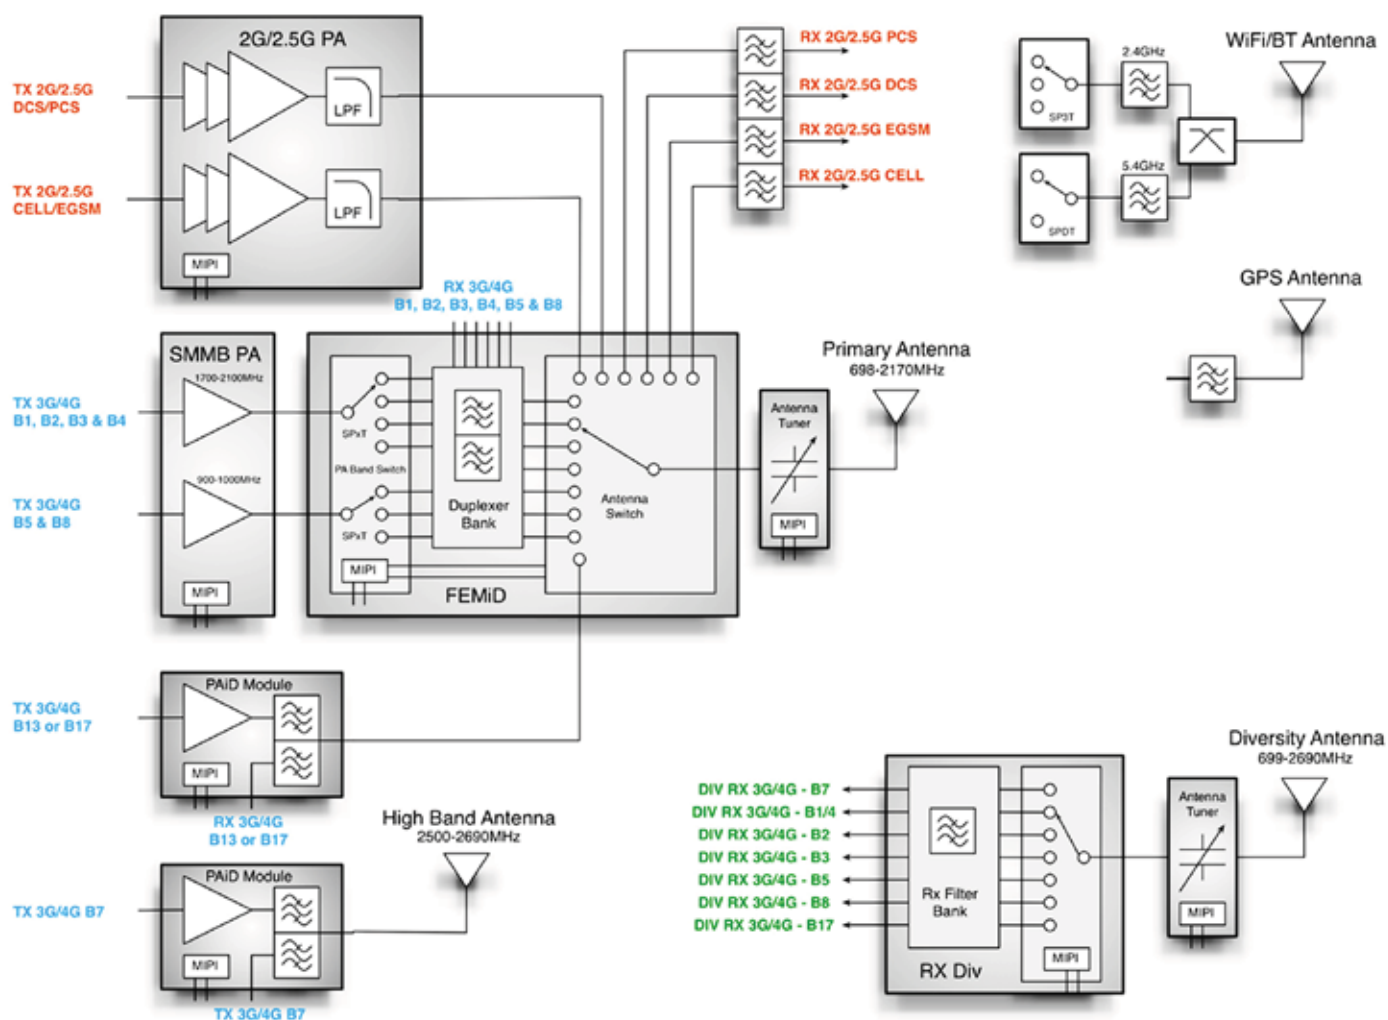 2G/2.5G PA
TX 2G/2.5G
DCS/PCS
LPF
TX 2G/2.5G
CELL/EGSM
LPF
MIPI
RX 2G/2.5G PCS
RX 2G/2.5G DCS
RX 2G/2.5G EGSM
RX 2G/2.5G CELL
WiFi/BT Antenna
2.4GHz
SP3T
5.4GHz
SPDT
GPS Antenna
RX 3G/4G
B1, B2, B3, B4, B5 & B8
SMMB PA
1700-2100MHz
TX 3G/4G
B1, B2, B3 & B4
900-1000MHz
TX 3G/4G
B5 & B8
MIPI
SPxT
PA Band Switch
SPxT
MIPI
Duplexer
Bank
Antenna
Switch
FEMiD
Primary Antenna
698-2170MHz
Antenna
Tuner
MIPI
PAiD Module
TX 3G/4G
B13 or B17
MIPI
RX 3G/4G
B13 or B17
High Band Antenna
2500-2690MHz
PAiD Module
TX 3G/4G B7
MIPI
TX 3G/4G B7
DIV RX 3G/4G - B7
DIV RX 3G/4G - B1/4
DIV RX 3G/4G - B2
DIV RX 3G/4G - B3
DIV RX 3G/4G - B5
DIV RX 3G/4G - B8
DIV RX 3G/4G - B17
Rx Filter
Bank
MIPI
RX Div
Diversity Antenna
699-2690MHz
Antenna
Tuner
MIPI